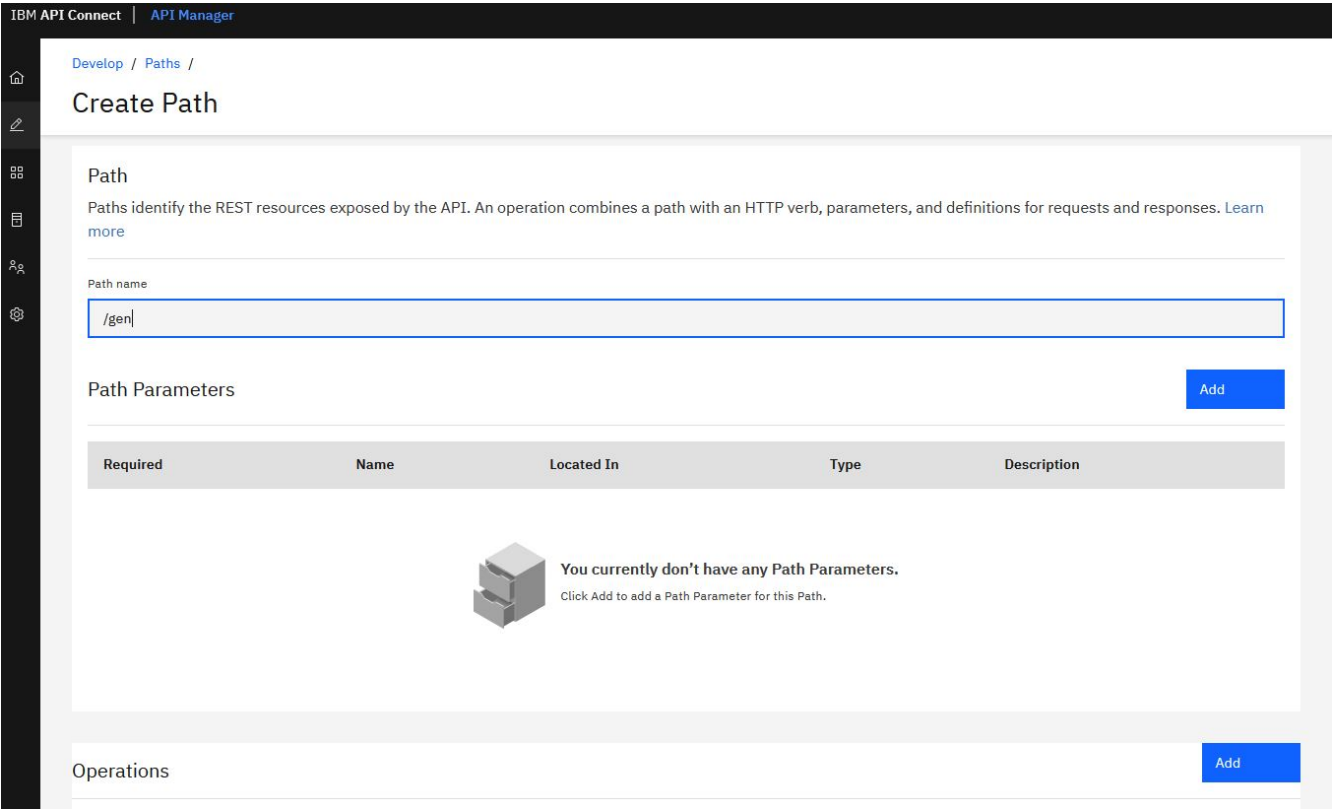 IBM API Connect | API Manager
Develop / Paths /
Create Path
Path
Paths identify the REST resources exposed by the API. An operation combines a path with an HTTP verb, parameters, and definitions for requests and responses. Learn
more
Path name
/gen
Path Parameters
Add
Required Name Located In Type Description
You currently don’t have any Path Parameters.
Click Add to add a Path Parameter for this Path.
Operations
Add